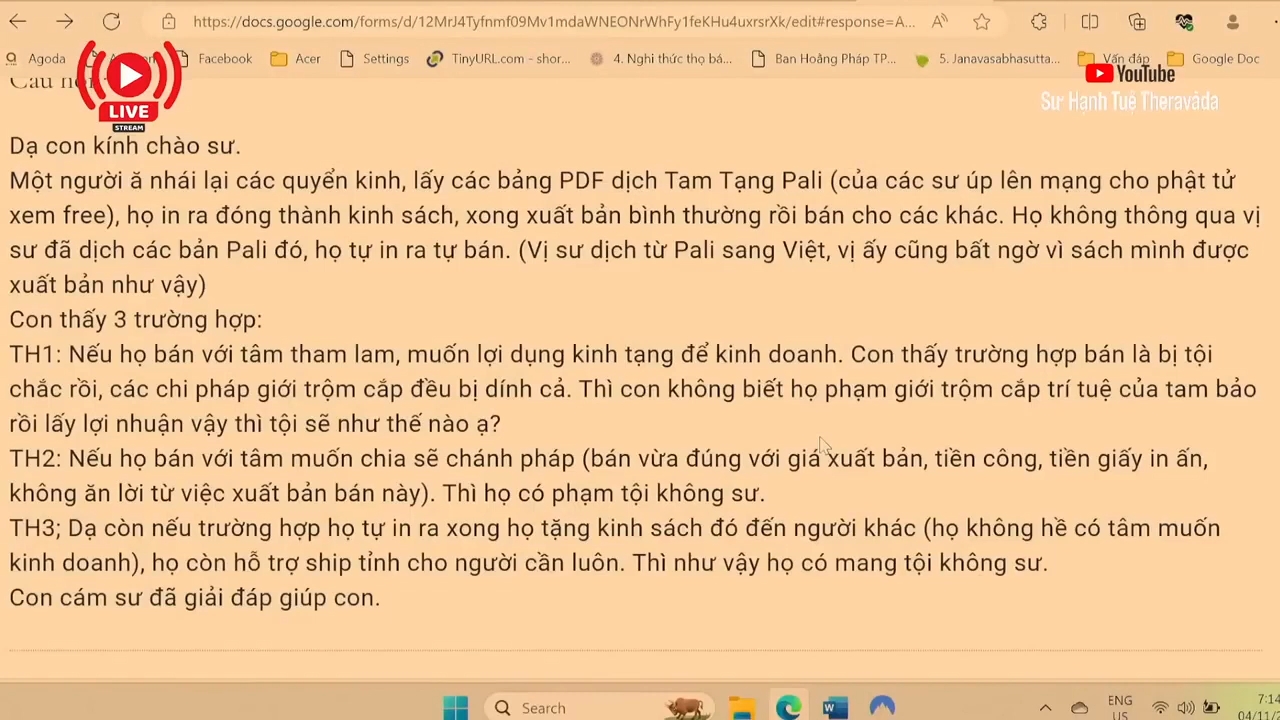 https://docs.google.com/forms/d/12MrJ4Tyfnmf09Mv1mdaWNEONrWhFy1feKHu4uxrsrXk/edit#response=A...
Agoda
Facebook
Acer
Settings
TinyURL.com - shor...
4. Nghi thức thọ bá...
Ban Hoằng Pháp TP...
5. Janavasabhasutta...
Vấn đáp
Google Doc
LIVE
STREAM
YouTube
Sư Hạnh Tuệ Theravāda
Dạ con kính chào sư.
Một người ă nhái lại các quyển kinh, lấy các bảng PDF dịch Tam Tạng Pali (của các sư úp lên mạng cho phật tử
xem free), họ in ra đóng thành kinh sách, xong xuất bản bình thường rồi bán cho các khác. Họ không thông qua vị
sư đã dịch các bản Pali đó, họ tự in ra tự bán. (Vị sư dịch từ Pali sang Việt, vị ấy cũng bất ngờ vì sách mình được
xuất bản như vậy)
Con thấy 3 trường hợp:
TH1: Nếu họ bán với tâm tham lam, muốn lợi dụng kinh tạng để kinh doanh. Con thấy trường hợp bán là bị tội
chắc rồi, các chi pháp giới trộm cắp đều bị dính cả. Thì con không biết họ phạm giới trộm cắp trí tuệ của tam bảo
rồi lấy lợi nhuận vậy thì tội sẽ như thế nào ạ?
TH2: Nếu họ bán với tâm muốn chia sẽ chánh pháp (bán vừa đúng với giá xuất bản, tiền công, tiền giấy in ấn,
không ăn lời từ việc xuất bản bán này). Thì họ có phạm tội không sư.
TH3; Dạ còn nếu trường hợp họ tự in ra xong họ tặng kinh sách đó đến người khác (họ không hề có tâm muốn
kinh doanh), họ còn hỗ trợ ship tỉnh cho người cần luôn. Thì như vậy họ có mang tội không sư.
Con cám sư đã giải đáp giúp con.
Search
ENG
US
7:14
04/11/2